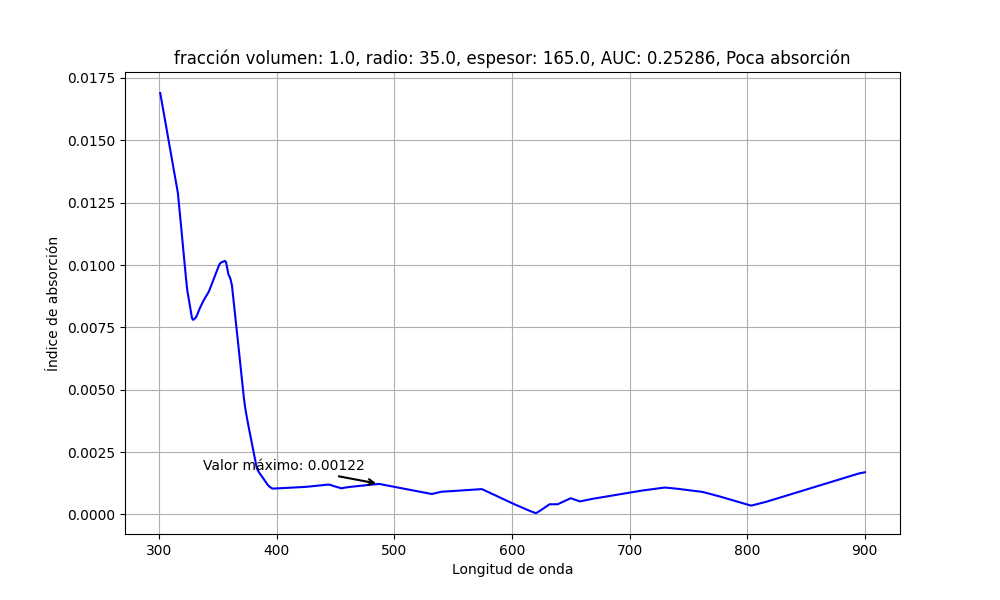 fracción volumen: 1.0, radio: 35.0, espesor: 165.0, AUC: 0.25286, Poca absorción
0.0175
0.0150
0.0125
0.0100
0.0075
0.0050
0.0025
0.0000
Índice de absorción
Valor máximo: 0.00122
300 400 500 600 700 800 900
Longitud de onda